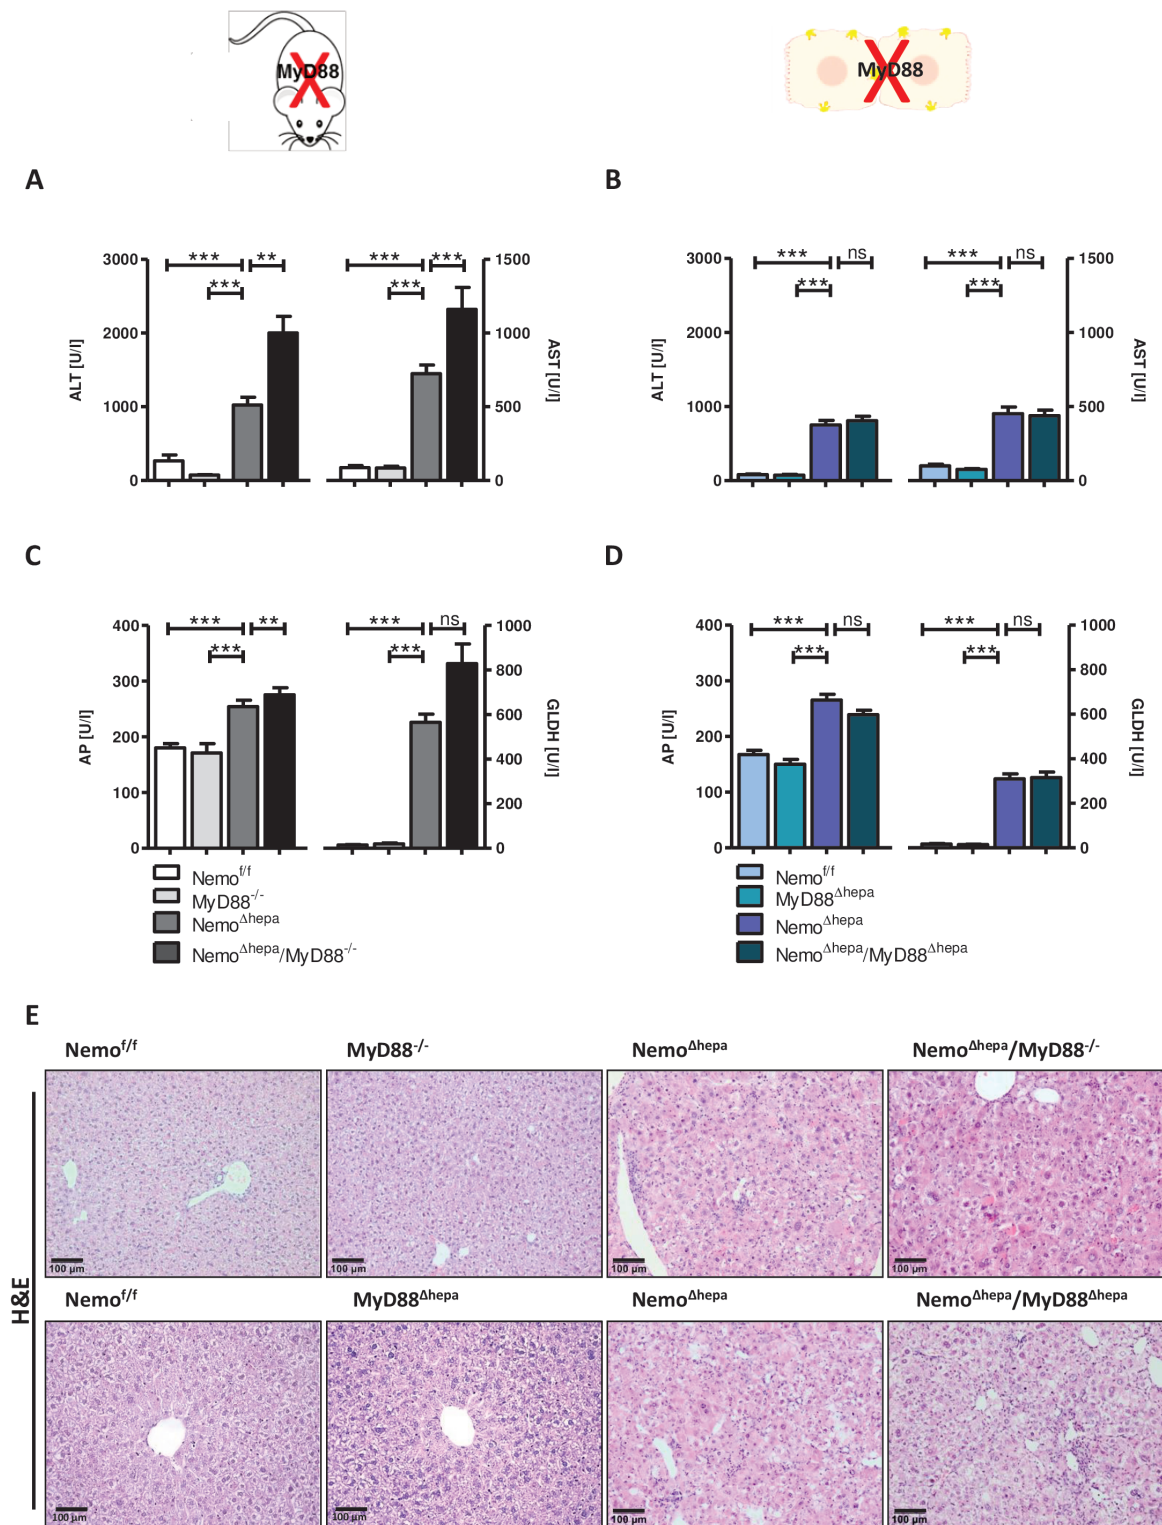 MyD88
MyD88
A
B
*** ** *** ***
*** ***
3000
2000
1000
0
ALT [U/l]
1500
1000
500
0
AST [U/l]
*** ns *** ns
*** ***
3000
2000
1000
0
ALT [U/l]
1500
1000
500
0
AST [U/l]
C
D
*** ** *** ns
*** ***
400
300
200
100
0
AP [U/l]
1000
800
600
400
200
0
GLDH [U/l]
*** ns *** ns
*** ***
400
300
200
100
0
AP [U/l]
1000
800
600
400
200
0
GLDH [U/l]
Nemo^f/f
MyD88^-/-
Nemo^Δhepa
Nemo^Δhepa/MyD88^-/-
Nemo^f/f
MyD88^Δhepa
Nemo^Δhepa
Nemo^Δhepa/MyD88^Δhepa
E
Nemo^f/f MyD88^-/- Nemo^Δhepa Nemo^Δhepa/MyD88^-/-
100 µm 100 µm 100 µm 100 µm
H&E
Nemo^f/f MyD88^Δhepa Nemo^Δhepa Nemo^Δhepa/MyD88^Δhepa
100 µm 100 µm 100 µm 100 µm